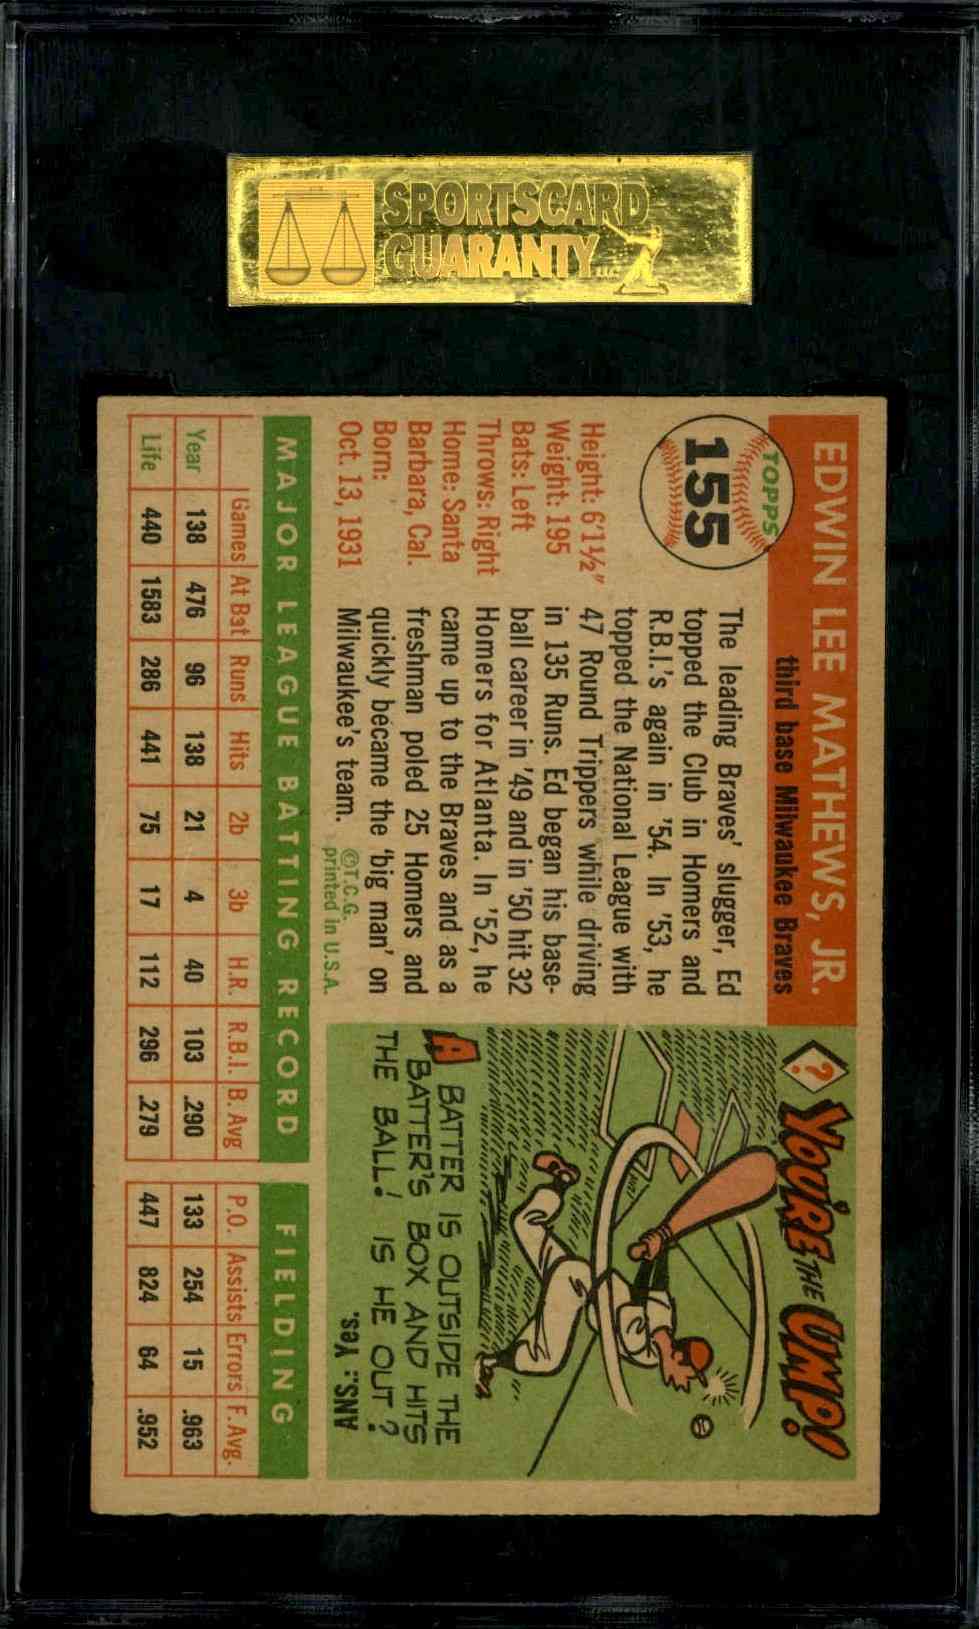 SPORTSCARD
GUARANTY LLC
EDWIN LEE MATHEWS, JR.
third base Milwaukee Braves
TOPPS
155
Height: 6'1½"
Weight: 195
Bats: Left
Throws: Right
Home: Santa
Barbara, Cal.
Born:
Oct. 13, 1931
The leading Braves' slugger, Ed
topped the Club in Homers and
R.B.I.'s again in '54. In '53, he
topped the National League with
47 Round Trippers while driving
in 135 Runs. Ed began his base-
ball career in '49 and in '50 hit 32
Homers for Atlanta. In '52, he
came up to the Braves and as a
freshman poled 25 Homers and
quickly became the 'big man' on
Milwaukee's team.
©T.C.G.
printed in U.S.A.
? YOU'RE THE UMP!
A BATTER IS OUTSIDE THE
BATTER'S BOX AND HITS
THE BALL! IS HE OUT?
ANS.: Yes.
MAJOR LEAGUE BATTING RECORD FIELDING
Games At Bat Runs Hits 2b 3b H.R. R.B.I. B. Avg P.O. Assists Errors F. Avg.
Year 138 476 96 138 21 4 40 103 .290 133 254 15 .963
Life 440 1583 286 441 75 17 112 296 .279 447 824 64 .952